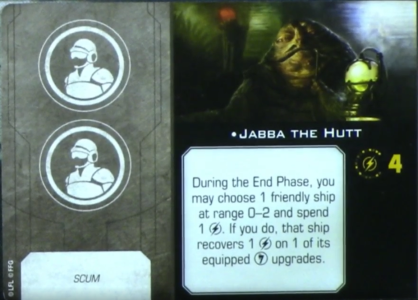 •JABBA THE HUTT
4
During the End Phase, you
may choose 1 friendly ship
at range 0–2 and spend
1 . If you do, that ship
recovers 1 on 1 of its
equipped upgrades.
SCUM
©LFL ©FFG